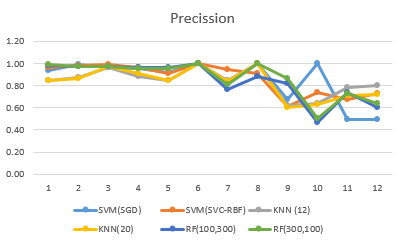 Precission
1.20
1.00
0.80
0.60
0.40
0.20
0.00
1 2 3 4 5 6 7 8 9 10 11 12
SVM(SGD) SVM(SVC-RBF) KNN (12)
KNN(20) RF(100,300) RF(300,100)